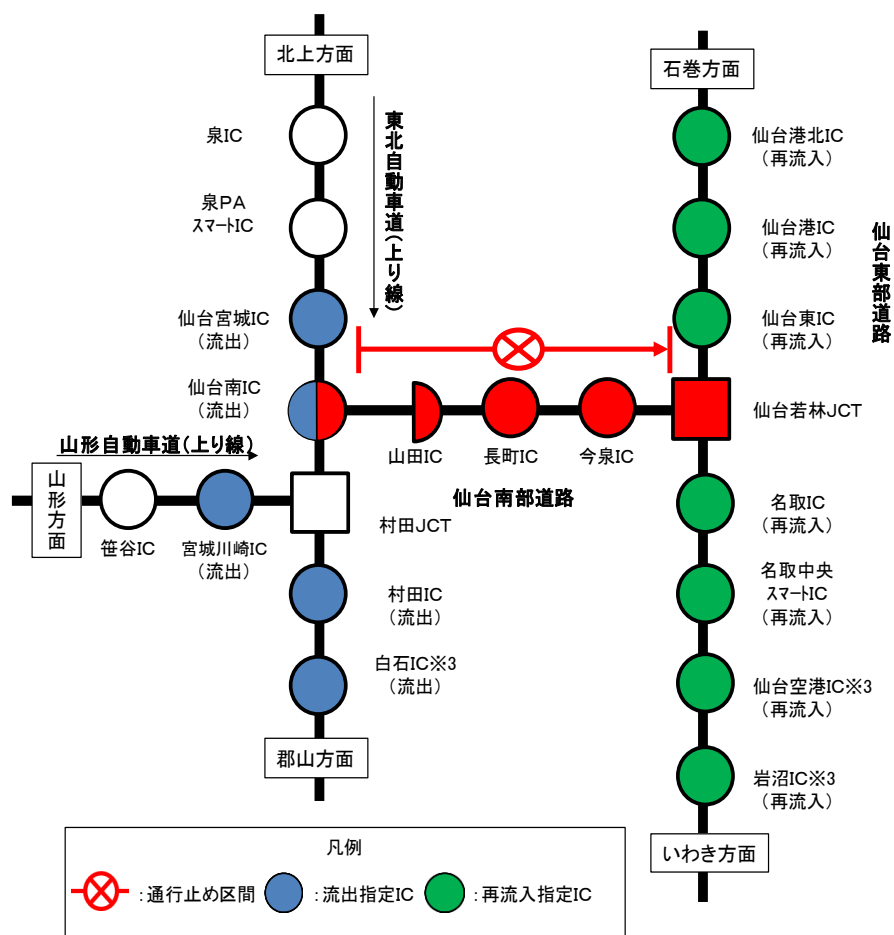 北上方面
石巻方面
泉IC
泉PA
スマートIC
仙台宮城IC
（流出）
仙台南IC
（流出）
東北自動車道(上り線)
仙台港北IC
（再流入）
仙台港IC
（再流入）
仙台東IC
（再流入）
仙台東部道路
仙台若林JCT
山田IC
長町IC
今泉IC
仙台南部道路
山形自動車道(上り線)
山形方面
笹谷IC
宮城川崎IC
（流出）
村田JCT
村田IC
（流出）
白石IC※3
（流出）
郡山方面
名取IC
（再流入）
名取中央
スマートIC
（再流入）
仙台空港IC※3
（再流入）
岩沼IC※3
（再流入）
いわき方面
凡例
：通行止め区間
：流出指定IC
：再流入指定IC